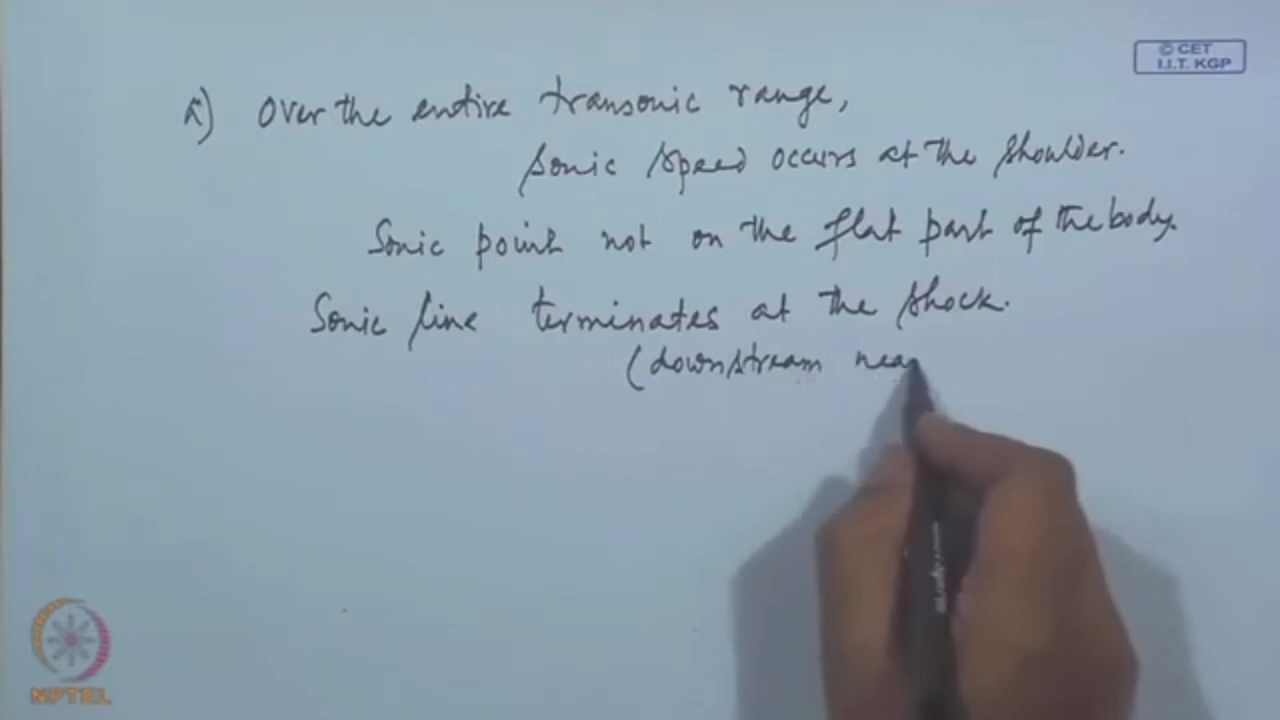 © CET
I.I.T. KGP
Over the entire transonic range,
sonic speed occurs at the shoulder.
Sonic point not on the flat part of the body.
Sonic line terminates at the shock.
(downstream nea
NPTEL